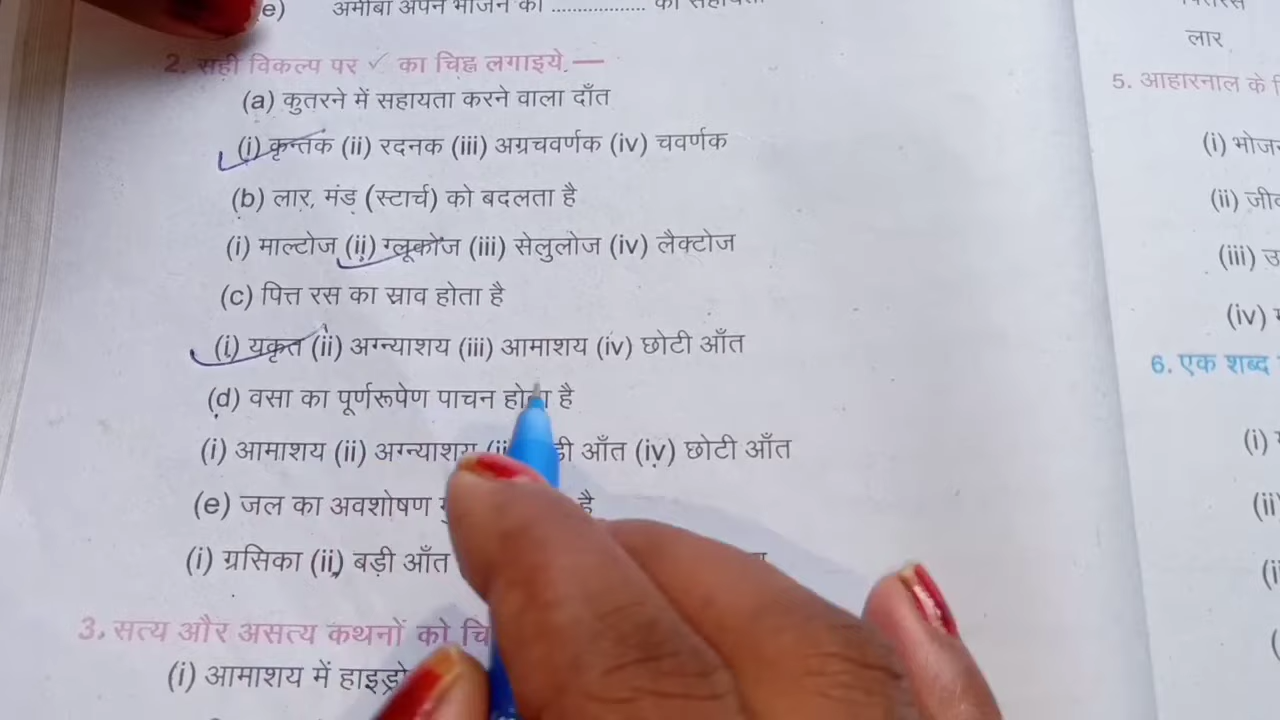 (e) अमीबा अपने भोजन को ................. की सहायता
2. सही विकल्प पर ✓ का चिह्न लगाइये —
(a) कुतरने में सहायता करने वाला दाँत
(i) कृन्तक (ii) रदनक (iii) अग्रचवर्णक (iv) चवर्णक
(b) लार, मंड (स्टार्च) को बदलता है
(i) माल्टोज (ii) ग्लूकोज (iii) सेलुलोज (iv) लैक्टोज
(c) पित्त रस का स्राव होता है
(i) यकृत (ii) अग्न्याशय (iii) आमाशय (iv) छोटी आँत
(d) वसा का पूर्णरूपेण पाचन होता है
(i) आमाशय (ii) अग्न्याशय आँत (iv) छोटी आँत
(e) जल का अवशोषण है
(i) ग्रसिका (ii) बड़ी आँत
3. सत्य और असत्य कथनों को
(i) आमाशय में
लार
5. आहारनाल के
(i)
(ii)
(iii)
(iv)
6. एक शब्द
(i)
(ii